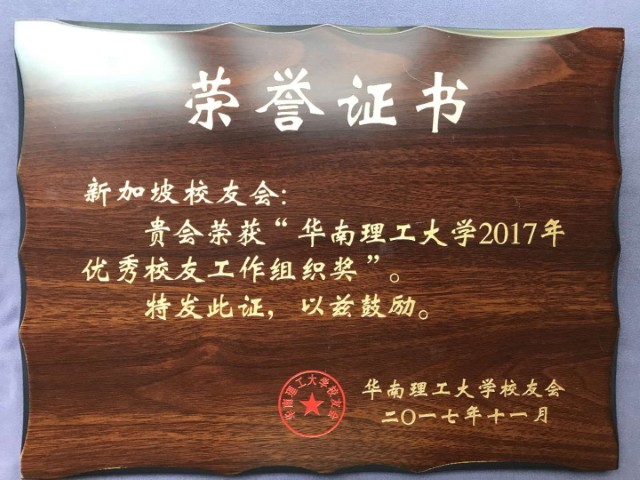 荣誉证书
新加坡校友会:
贵会荣获“华南理工大学2017年
优秀校友工作组织奖”。
特发此证，以兹鼓励。
华南理工大学校友会
华南理工大学校友会
二〇一七年十一月